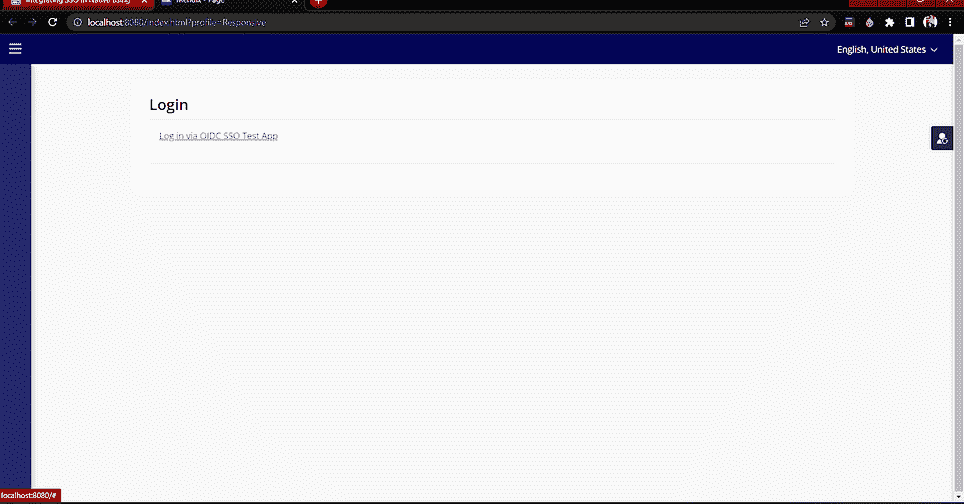 Integrating SSO in Native
Mendix - Page
localhost:8080/index.html?profile=Responsive
English, United States
Login
Log in via OIDC SSO Test App
localhost:8080/#